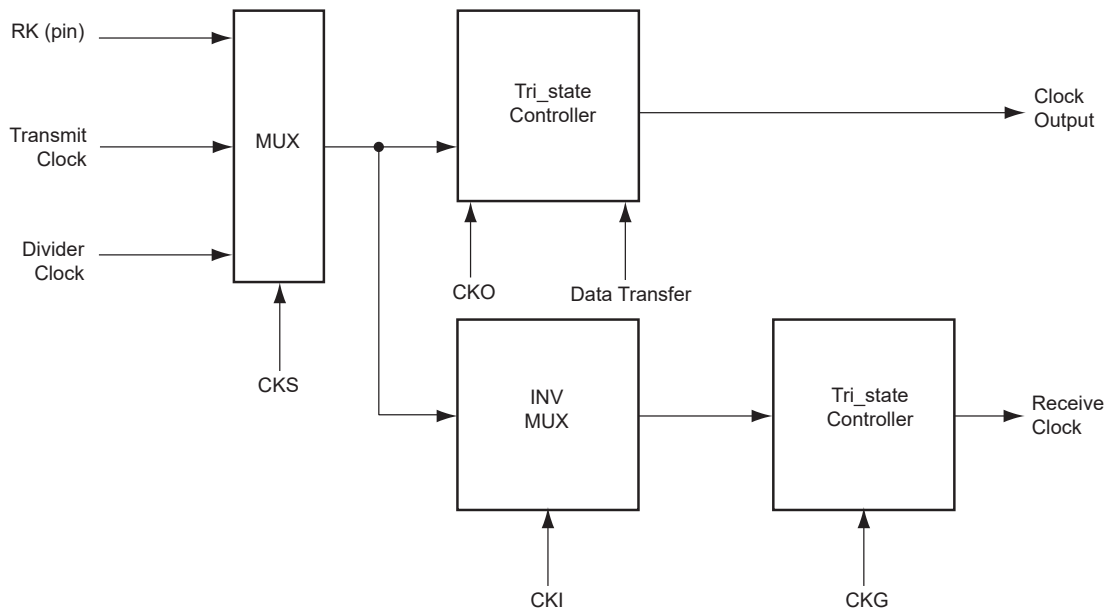 RK (pin)
Transmit
Clock
Divider
Clock
MUX
CKS
Tri_state
Controller
CKO
Data Transfer
Clock
Output
INV
MUX
CKI
Tri_state
Controller
CKG
Receive
Clock